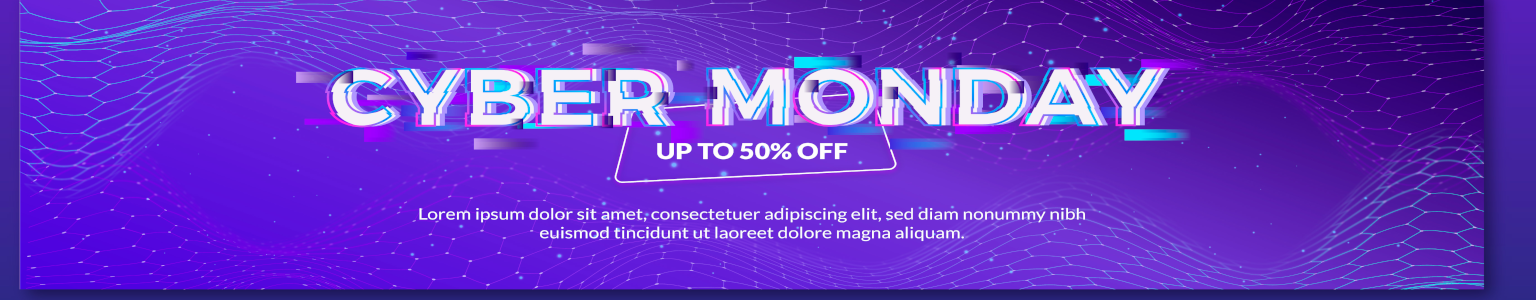 CYBER MONDAY
UP TO 50% OFF
Lorem ipsum dolor sit amet, consectetuer adipiscing elit, sed diam nonummy nibh
euismod tincidunt ut laoreet dolore magna aliquam.